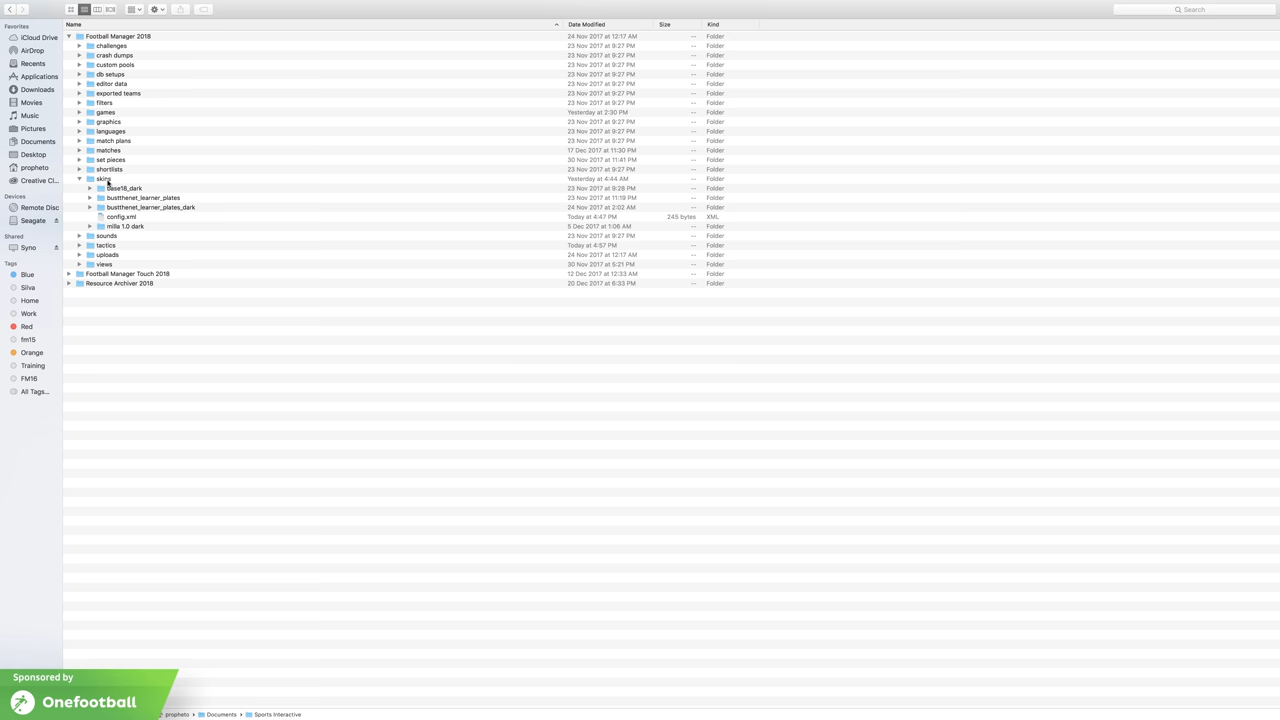 Search
Name Date Modified Size Kind
Favorites
iCloud Drive
AirDrop
Recents
Applications
Downloads
Movies
Music
Pictures
Documents
Desktop
propheto
Creative Cl...
Devices
Remote Disc
Seagate
Shared
Syno
Tags
Blue
Silva
Home
Work
Red
fm15
Orange
Training
FM16
All Tags...
Football Manager 2018 24 Nov 2017 at 12:17 AM -- Folder
challenges 23 Nov 2017 at 9:27 PM -- Folder
crash dumps 23 Nov 2017 at 9:27 PM -- Folder
custom pools 23 Nov 2017 at 9:27 PM -- Folder
db setups 23 Nov 2017 at 9:27 PM -- Folder
editor data 23 Nov 2017 at 9:27 PM -- Folder
exported teams 23 Nov 2017 at 9:27 PM -- Folder
filters 23 Nov 2017 at 9:27 PM -- Folder
games Yesterday at 2:30 PM -- Folder
graphics 23 Nov 2017 at 9:27 PM -- Folder
languages 23 Nov 2017 at 9:27 PM -- Folder
match plans 23 Nov 2017 at 9:27 PM -- Folder
matches 17 Dec 2017 at 11:30 PM -- Folder
set pieces 30 Nov 2017 at 11:41 PM -- Folder
shortlists 23 Nov 2017 at 9:27 PM -- Folder
skins Yesterday at 4:44 AM -- Folder
base18_dark 23 Nov 2017 at 9:28 PM -- Folder
bustthenet_learner_plates 23 Nov 2017 at 11:19 PM -- Folder
bustthenet_learner_plates_dark 24 Nov 2017 at 2:02 AM -- Folder
config.xml Today at 4:47 PM 245 bytes XML
milla 1.0 dark 5 Dec 2017 at 1:06 AM -- Folder
sounds 23 Nov 2017 at 9:27 PM -- Folder
tactics Today at 4:57 PM -- Folder
uploads 24 Nov 2017 at 12:17 AM -- Folder
views 30 Nov 2017 at 5:21 PM -- Folder
Football Manager Touch 2018 12 Dec 2017 at 12:33 AM -- Folder
Resource Archiver 2018 20 Dec 2017 at 6:33 PM -- Folder
Sponsored by
Onefootball
propheto Documents Sports Interactive